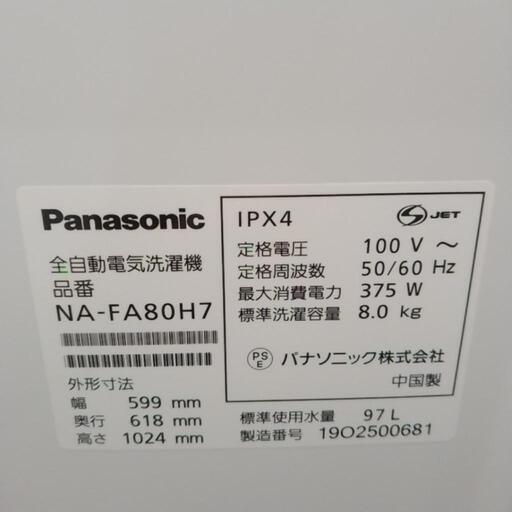 Panasonic
全自動電気洗濯機
品番
NA-FA80H7
外形寸法
幅 599 mm
奥行 618 mm
高さ 1024 mm
IPX4
S JET
定格電圧 100 V ～
定格周波数 50/60 Hz
最大消費電力 375 W
標準洗濯容量 8.0 kg
PS E パナソニック株式会社
中国製
標準使用水量 97 L
製造番号 19O2500681